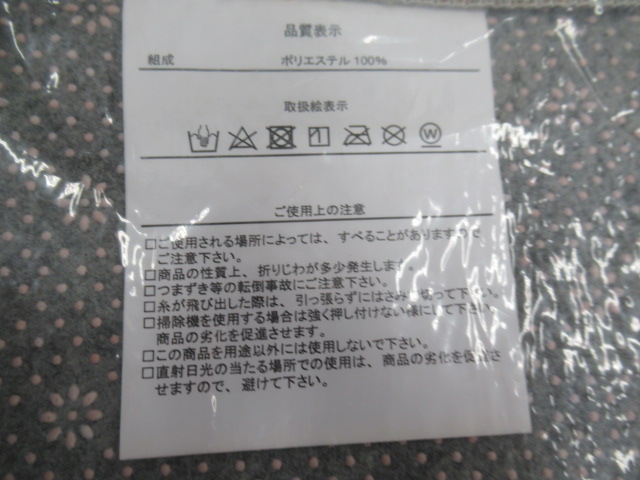 品質表示
組成 ポリエステル 100%
取扱絵表示
W
ご使用上の注意
□ご使用される場所によっては、すべることがありますので
ご注意下さい。
□商品の性質上、折りじわが多少発生します。
□つまずき等の転倒事故にご注意下さい。
□糸が飛び出した際は、引っ張らずにはさみで切って下さい。
□掃除機を使用する場合は強く押し付けない様にして下さい。
商品の劣化を促進させます。
□この商品を用途以外には使用しないで下さい。
□直射日光の当たる場所での使用は、商品の劣化を促進さ
せますので、避けて下さい。